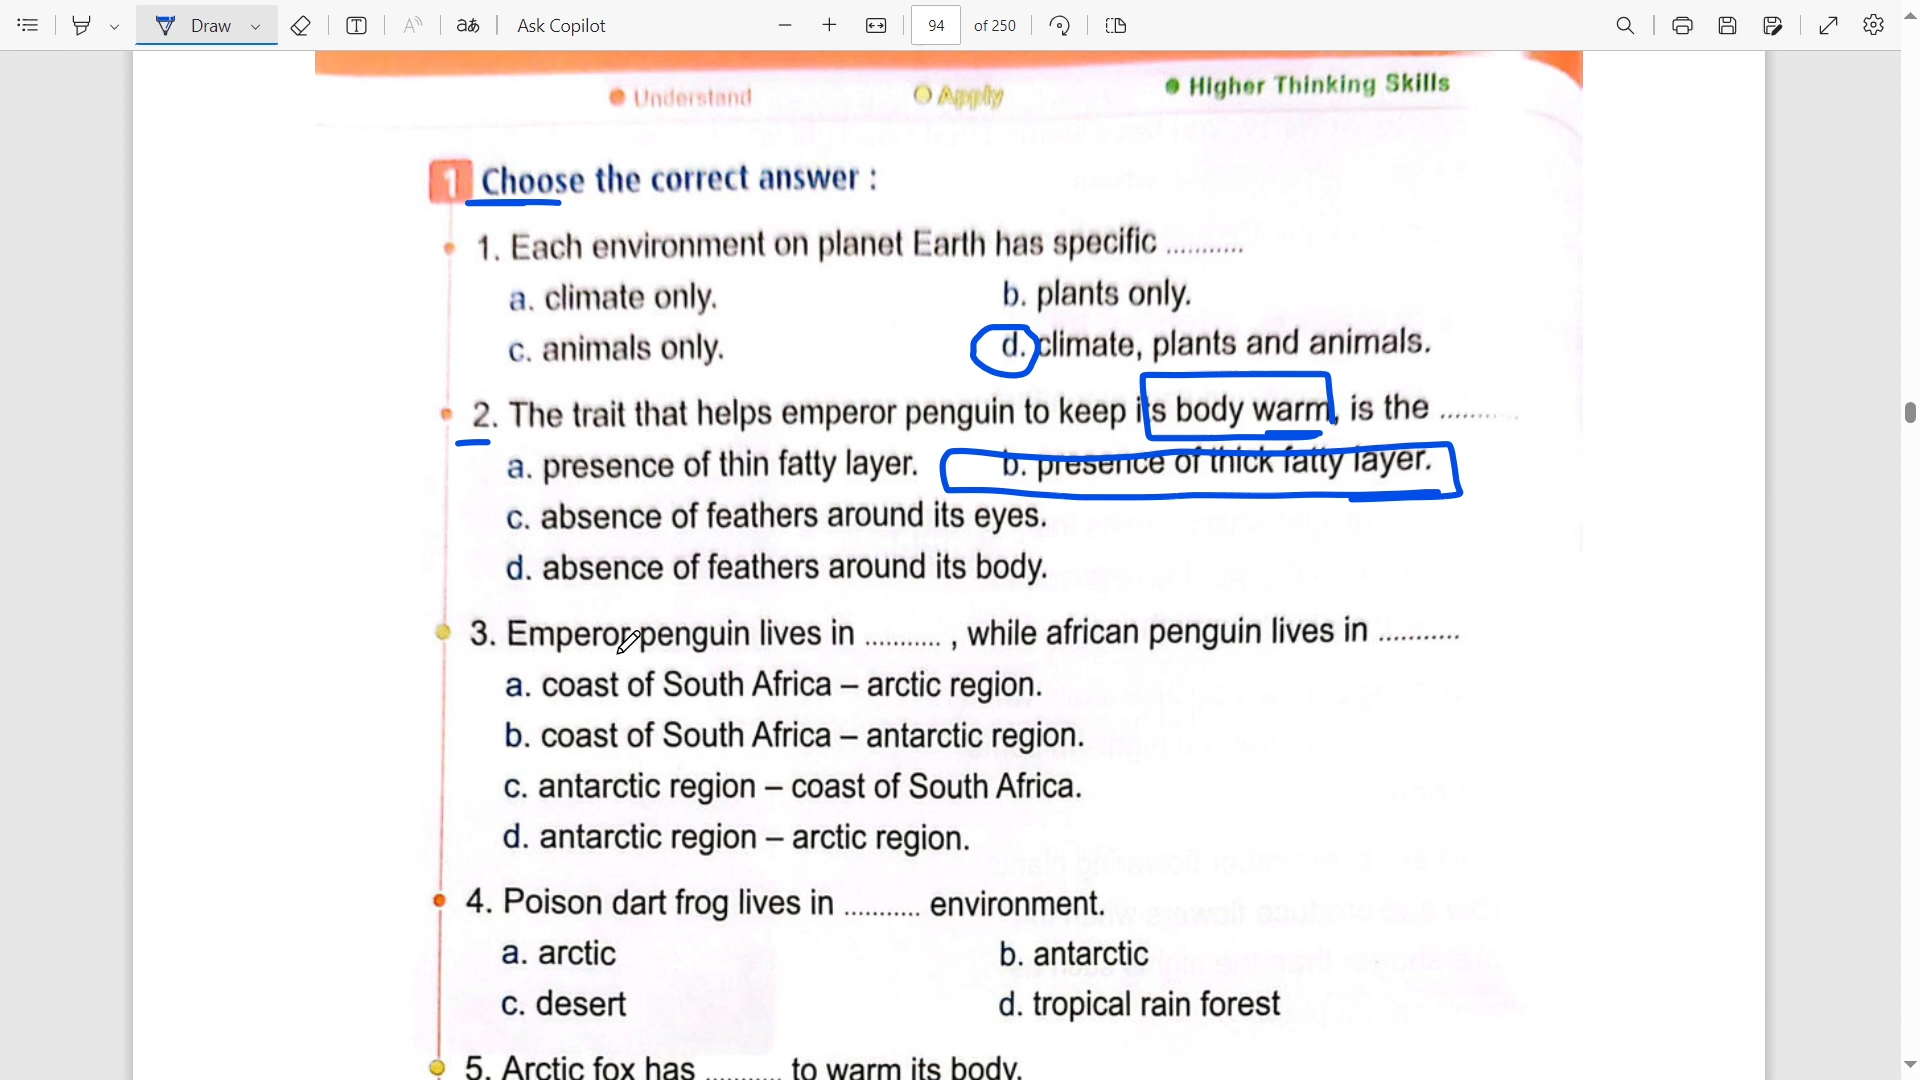 Draw
Ask Copilot
94
of 250
Understand
Apply
Higher Thinking Skills
1 Choose the correct answer :
1. Each environment on planet Earth has specific ...........
a. climate only.
b. plants only.
c. animals only.
d. climate, plants and animals.
2. The trait that helps emperor penguin to keep its body warm, is the ...........
a. presence of thin fatty layer.
b. presence of thick fatty layer.
c. absence of feathers around its eyes.
d. absence of feathers around its body.
3. Emperor penguin lives in ........... , while african penguin lives in ...........
a. coast of South Africa – arctic region.
b. coast of South Africa – antarctic region.
c. antarctic region – coast of South Africa.
d. antarctic region – arctic region.
4. Poison dart frog lives in ........... environment.
a. arctic
b. antarctic
c. desert
d. tropical rain forest
5. Arctic fox has ........... to warm its body.